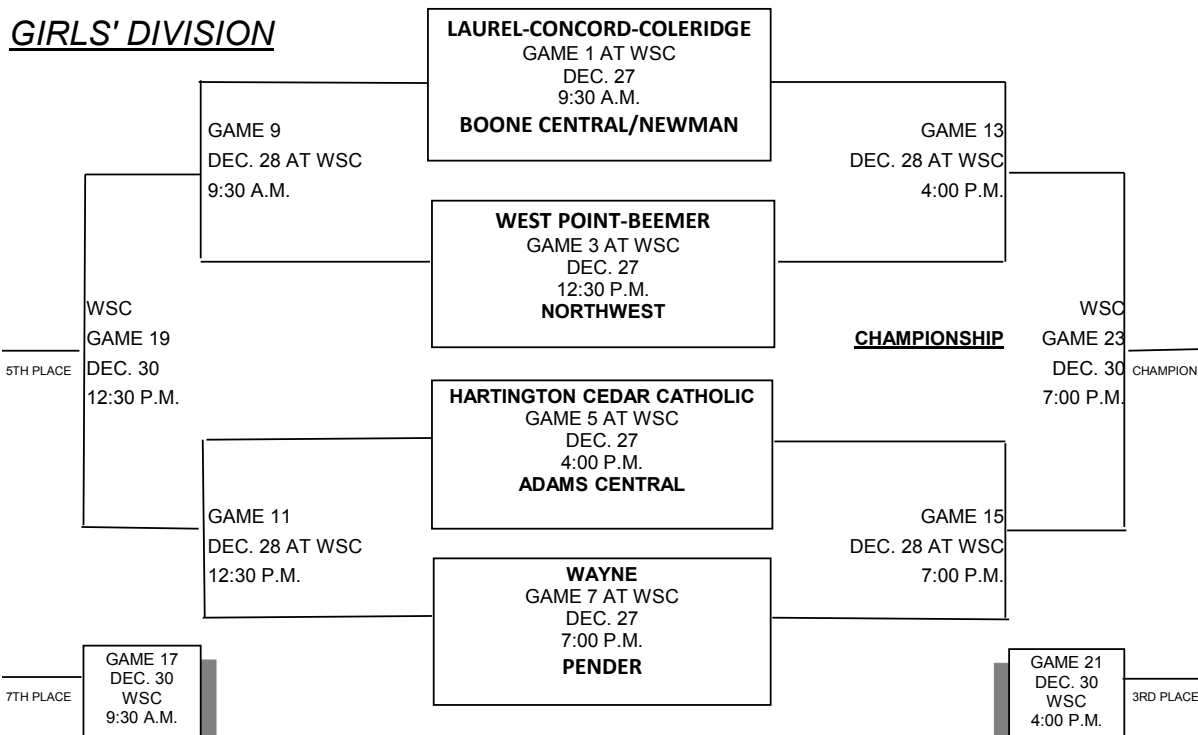 GIRLS' DIVISION
LAUREL-CONCORD-COLERIDGE
GAME 1 AT WSC
DEC. 27
9:30 A.M.
BOONE CENTRAL/NEWMAN
GAME 9
DEC. 28 AT WSC
9:30 A.M.
GAME 13
DEC. 28 AT WSC
4:00 P.M.
WEST POINT-BEEMER
GAME 3 AT WSC
DEC. 27
12:30 P.M.
NORTHWEST
WSC
GAME 19
DEC. 30
12:30 P.M.
5TH PLACE
CHAMPIONSHIP
WSC
GAME 23
DEC. 30
7:00 P.M.
CHAMPION
HARTINGTON CEDAR CATHOLIC
GAME 5 AT WSC
DEC. 27
4:00 P.M.
ADAMS CENTRAL
GAME 11
DEC. 28 AT WSC
12:30 P.M.
GAME 15
DEC. 28 AT WSC
7:00 P.M.
WAYNE
GAME 7 AT WSC
DEC. 27
7:00 P.M.
PENDER
7TH PLACE
GAME 17
DEC. 30
WSC
9:30 A.M.
GAME 21
DEC. 30
WSC
4:00 P.M.
3RD PLACE